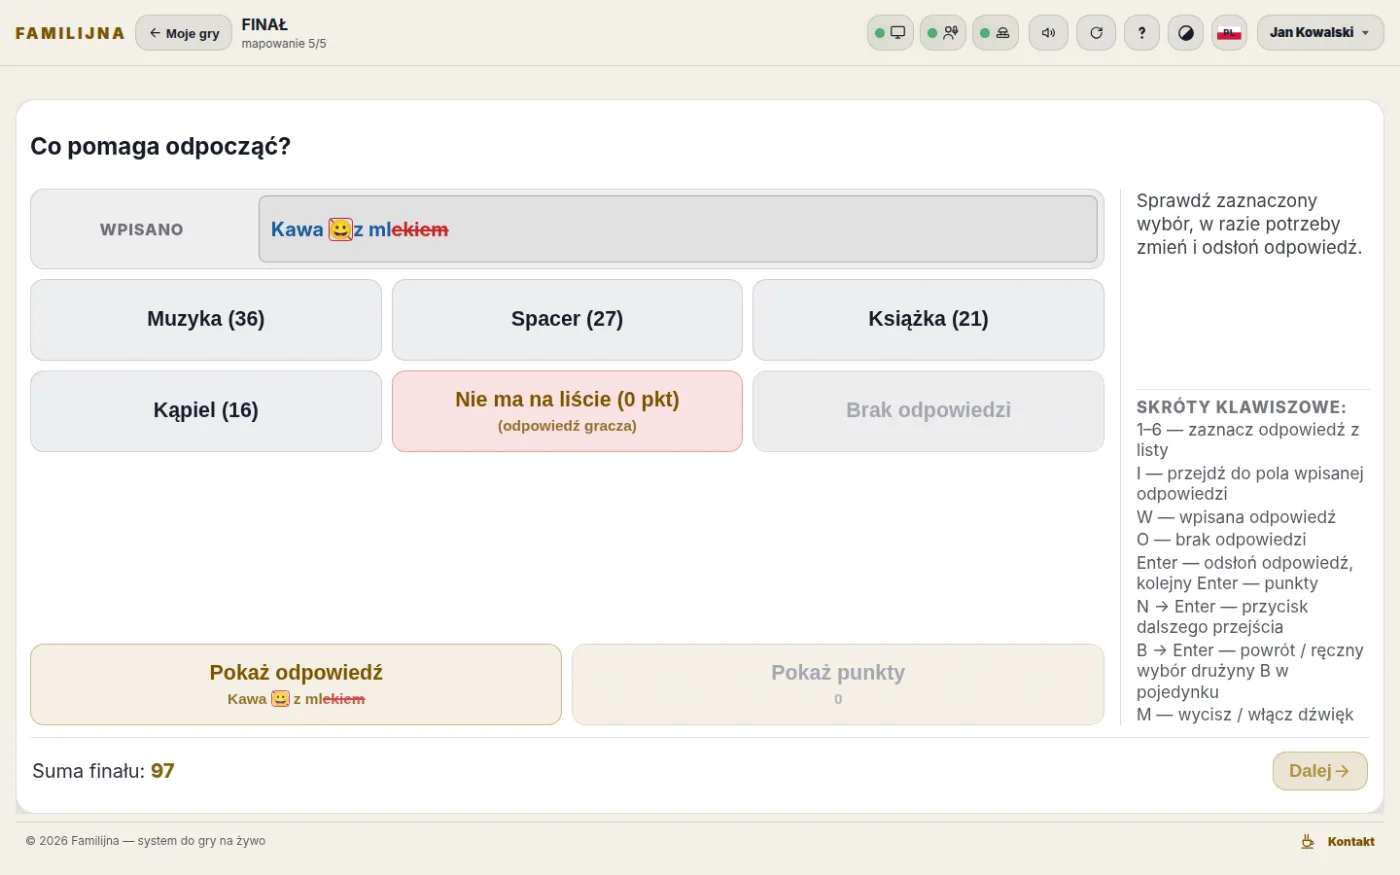 FAMILIJNA
← Moje gry
FINAŁ
mapowanie 5/5
?
PL
Jan Kowalski
Co pomaga odpocząć?
WPISANO
Kawa 😀 z mlekiem
Muzyka (36)
Spacer (27)
Książka (21)
Kąpiel (16)
Nie ma na liście (0 pkt)
(odpowiedź gracza)
Brak odpowiedzi
Pokaż odpowiedź
Kawa 😀 z mlekiem
Pokaż punkty
0
Sprawdź zaznaczony
wybór, w razie potrzeby
zmień i odsłoń odpowiedź.
SKRÓTY KLAWISZOWE:
1–6 — zaznacz odpowiedź z
listy
I — przejdź do pola wpisanej
odpowiedzi
W — wpisana odpowiedź
O — brak odpowiedzi
Enter — odsłoń odpowiedź,
kolejny Enter — punkty
N → Enter — przycisk
dalszego przejścia
B → Enter — powrót / ręczny
wybór drużyny B w
pojedynku
M — wycisz / włącz dźwięk
Suma finału: 97
Dalej →
© 2026 Familijna — system do gry na żywo
Kontakt